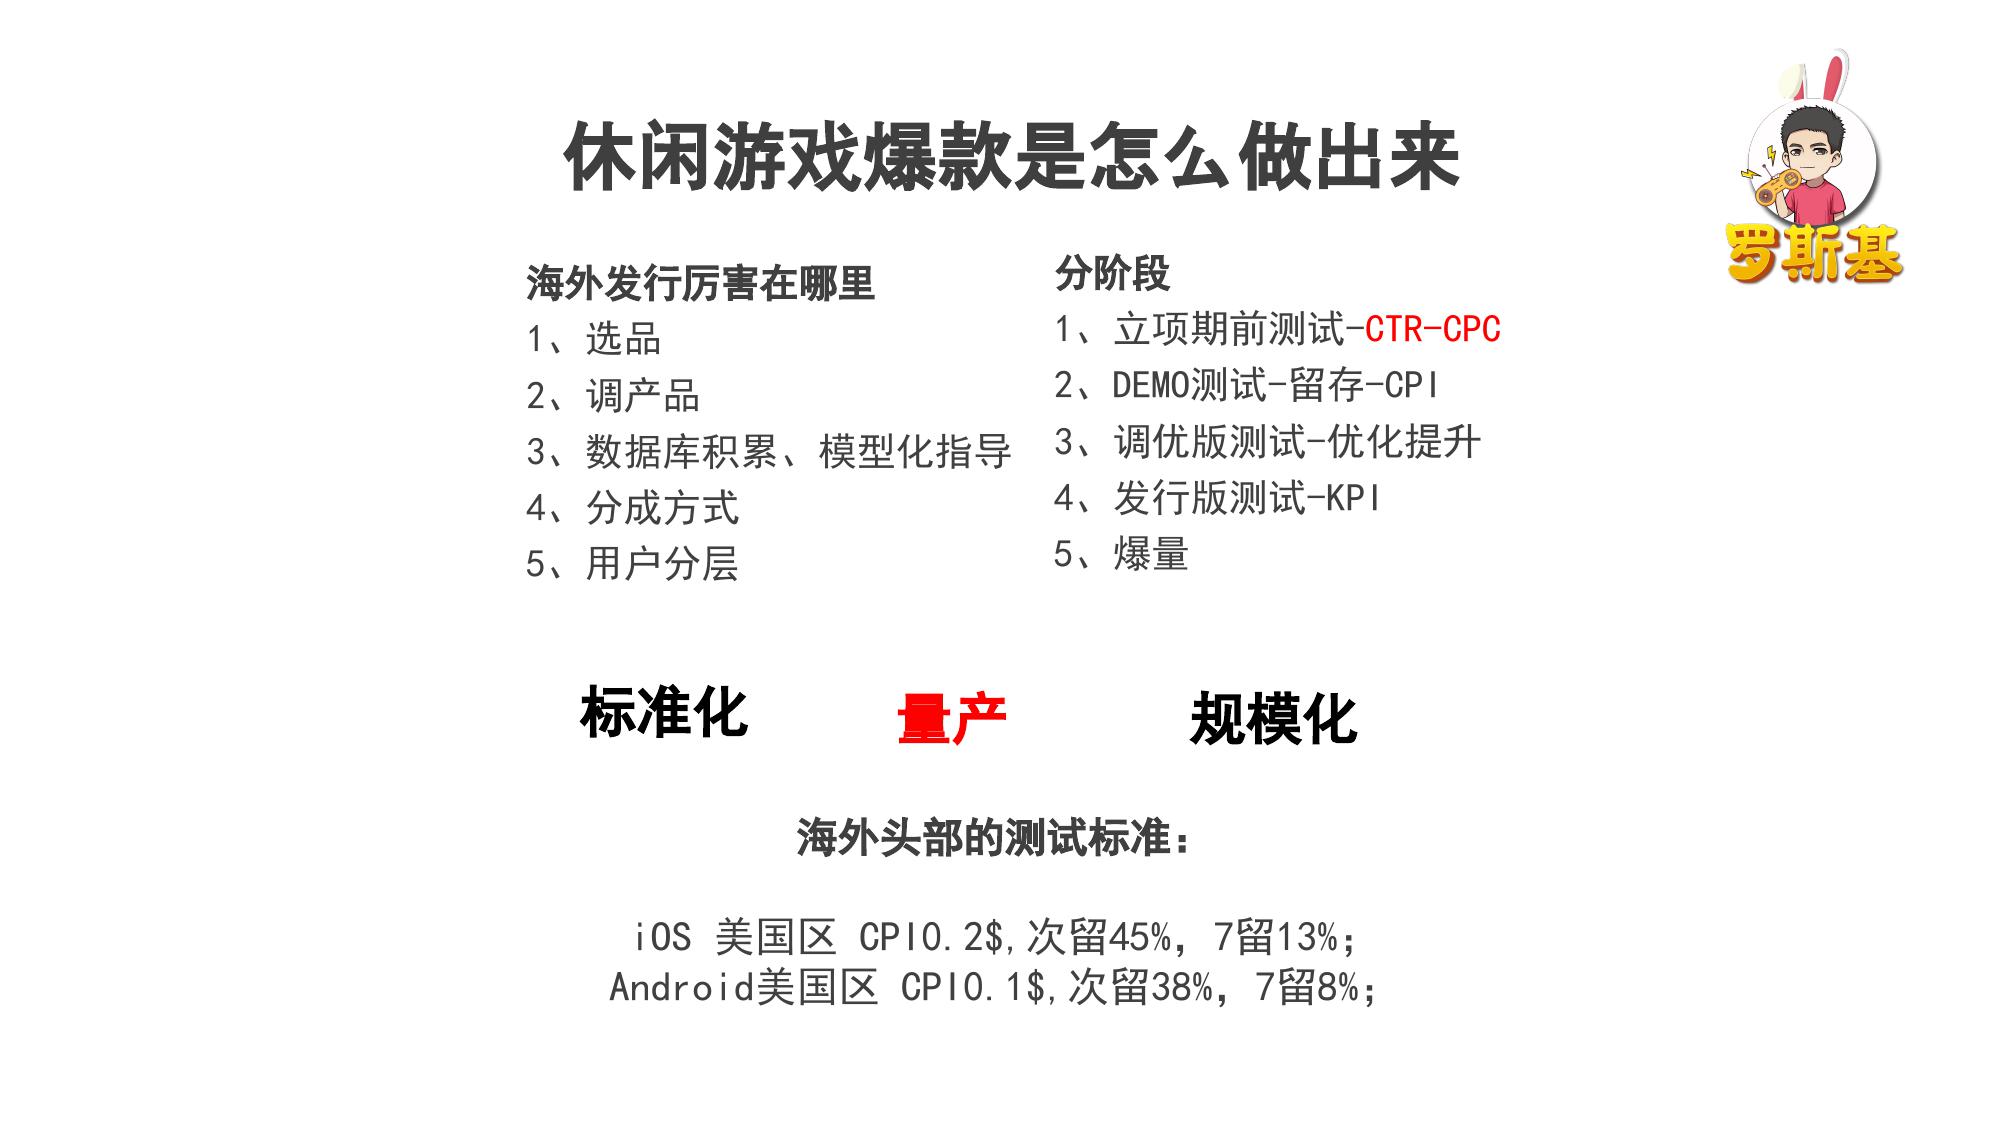 休闲游戏爆款是怎么做出来
罗斯基
海外发行厉害在哪里
1、选品
2、调产品
3、数据库积累、模型化指导
4、分成方式
5、用户分层
分阶段
1、立项期前测试-CTR-CPC
2、DEMO测试-留存-CPI
3、调优版测试-优化提升
4、发行版测试-KPI
5、爆量
标准化
量产
规模化
海外头部的测试标准：
iOS 美国区 CPI0.2$,次留45%，7留13%；
Android美国区 CPI0.1$,次留38%，7留8%；